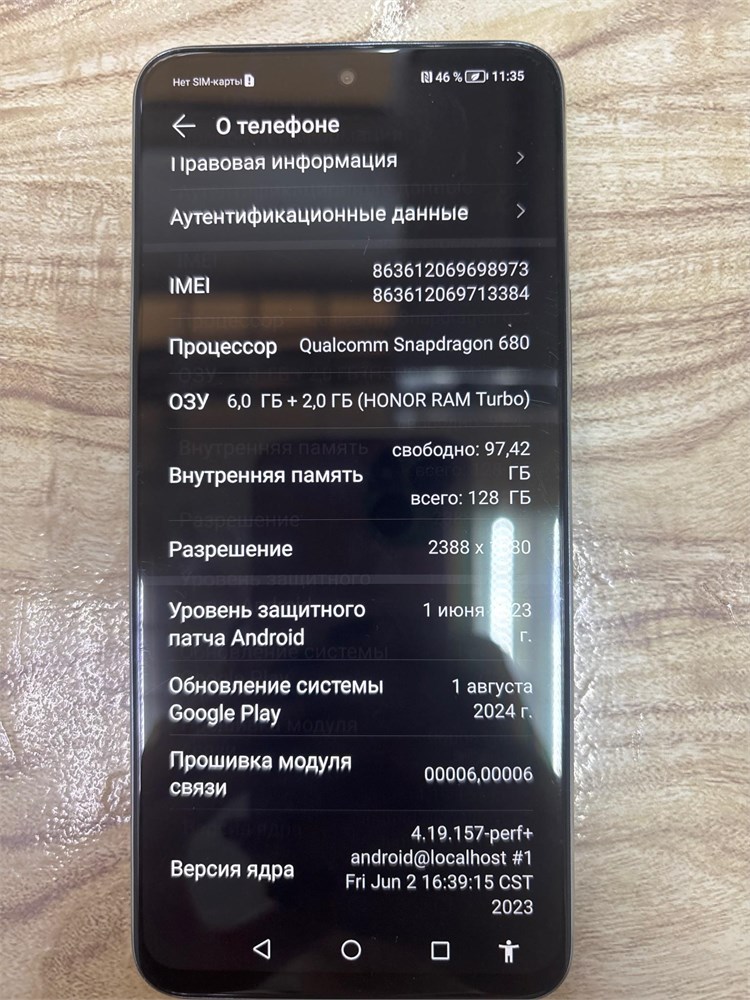 Нет SIM-карты
46 % 11:35
О телефоне
Правовая информация
Аутентификационные данные
IMEI
863612069698973
863612069713384
Процессор Qualcomm Snapdragon 680
ОЗУ 6,0 ГБ + 2,0 ГБ (HONOR RAM Turbo)
Внутренняя память
свободно: 97,42
ГБ
всего: 128 ГБ
Разрешение 2388 x
Уровень защитного
патча Android
1 июня
г.
Обновление системы
Google Play
1 августа
2024 г.
Прошивка модуля
связи
00006,00006
Версия ядра
4.19.157-perf+
android@localhost #1
Fri Jun 2 16:39:15 CST
2023